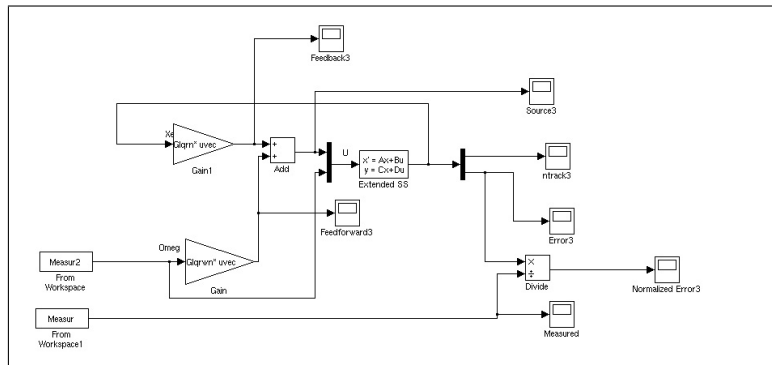 Feedback3
Source3
Xe
Glqrn* uvec
Gain1
+
+
Add
U
x' = Ax+Bu
y = Cx+Du
Extended SS
ntrack3
Error3
Feedforward3
Omeg
Glqrwn* uvec
Gain
Measur2
From
Workspace
Measur
From
Workspace1
×
÷
Divide
Normalized Error3
Measured